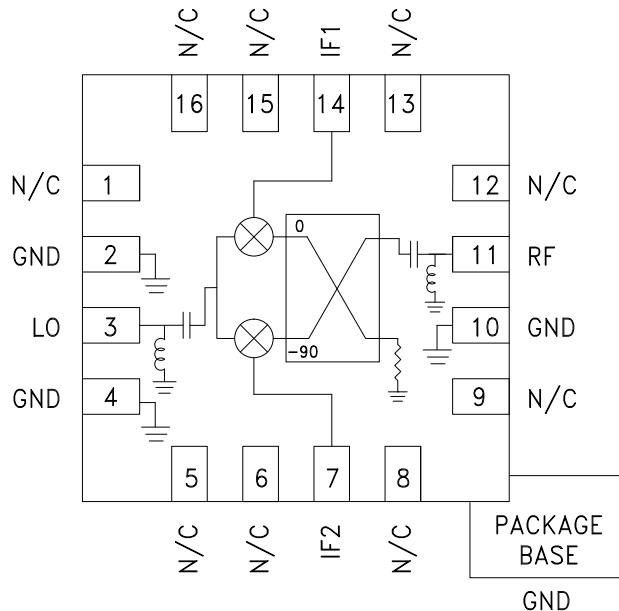 N/C
N/C
IF1
N/C
16
15
14
13
N/C
1
12
N/C
GND
2
0
11
RF
LO
3
10
GND
-90
GND
4
9
N/C
5
6
7
8
N/C
N/C
IF2
N/C
PACKAGE
BASE
GND